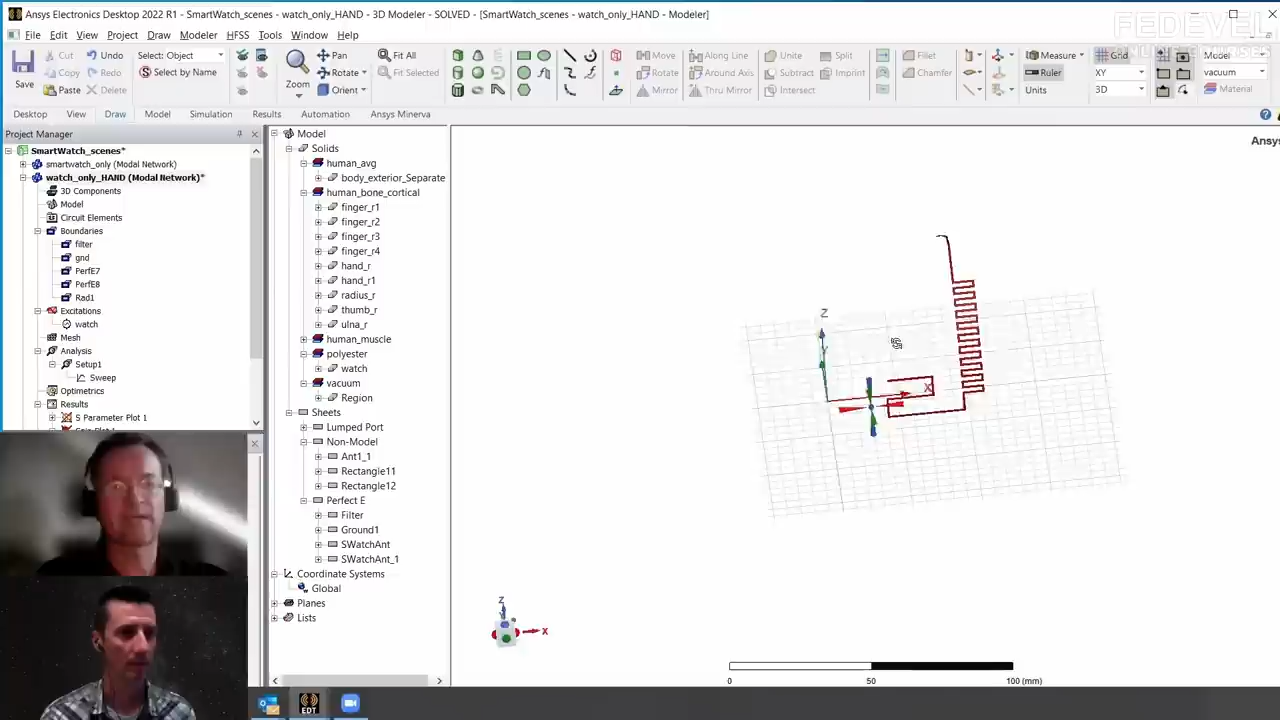 Ansys Electronics Desktop 2022 R1 - SmartWatch_scenes - watch_only_HAND - 3D Modeler - SOLVED - [SmartWatch_scenes - watch_only_HAND - Modeler]
FEDEVEL
File Edit View Project Draw Modeler HFSS Tools Window Help
Save
Cut
Copy
Paste
Undo
Redo
Delete
Select: Object
Select by Name
Zoom
Pan
Rotate
Orient
Fit All
Fit Selected
Move
Rotate
Mirror
Along Line
Around Axis
Thru Mirror
Unite
Subtract
Intersect
Split
Imprint
Fillet
Chamfer
Measure
Ruler
Units
Grid
XY
3D
Model
vacuum
Material
Desktop View Draw Model Simulation Results Automation Ansys Minerva
Project Manager
SmartWatch_scenes*
smartwatch_only (Modal Network)
watch_only_HAND (Modal Network)*
3D Components
Model
Circuit Elements
Boundaries
filter
gnd
PerfE7
PerfE8
Rad1
Excitations
watch
Mesh
Analysis
Setup1
Sweep
Optimetrics
Results
S Parameter Plot 1
Model
Solids
human_avg
body_exterior_Separate
human_bone_cortical
finger_r1
finger_r2
finger_r3
finger_r4
hand_r
hand_r1
radius_r
thumb_r
ulna_r
human_muscle
polyester
watch
vacuum
Region
Sheets
Lumped Port
Non-Model
Ant1_1
Rectangle11
Rectangle12
Perfect E
Filter
Ground1
SWatchAnt
SWatchAnt_1
Coordinate Systems
Global
Planes
Lists
Ansy
Z
Y
X
Z
X
0 50 100 (mm)
EDT